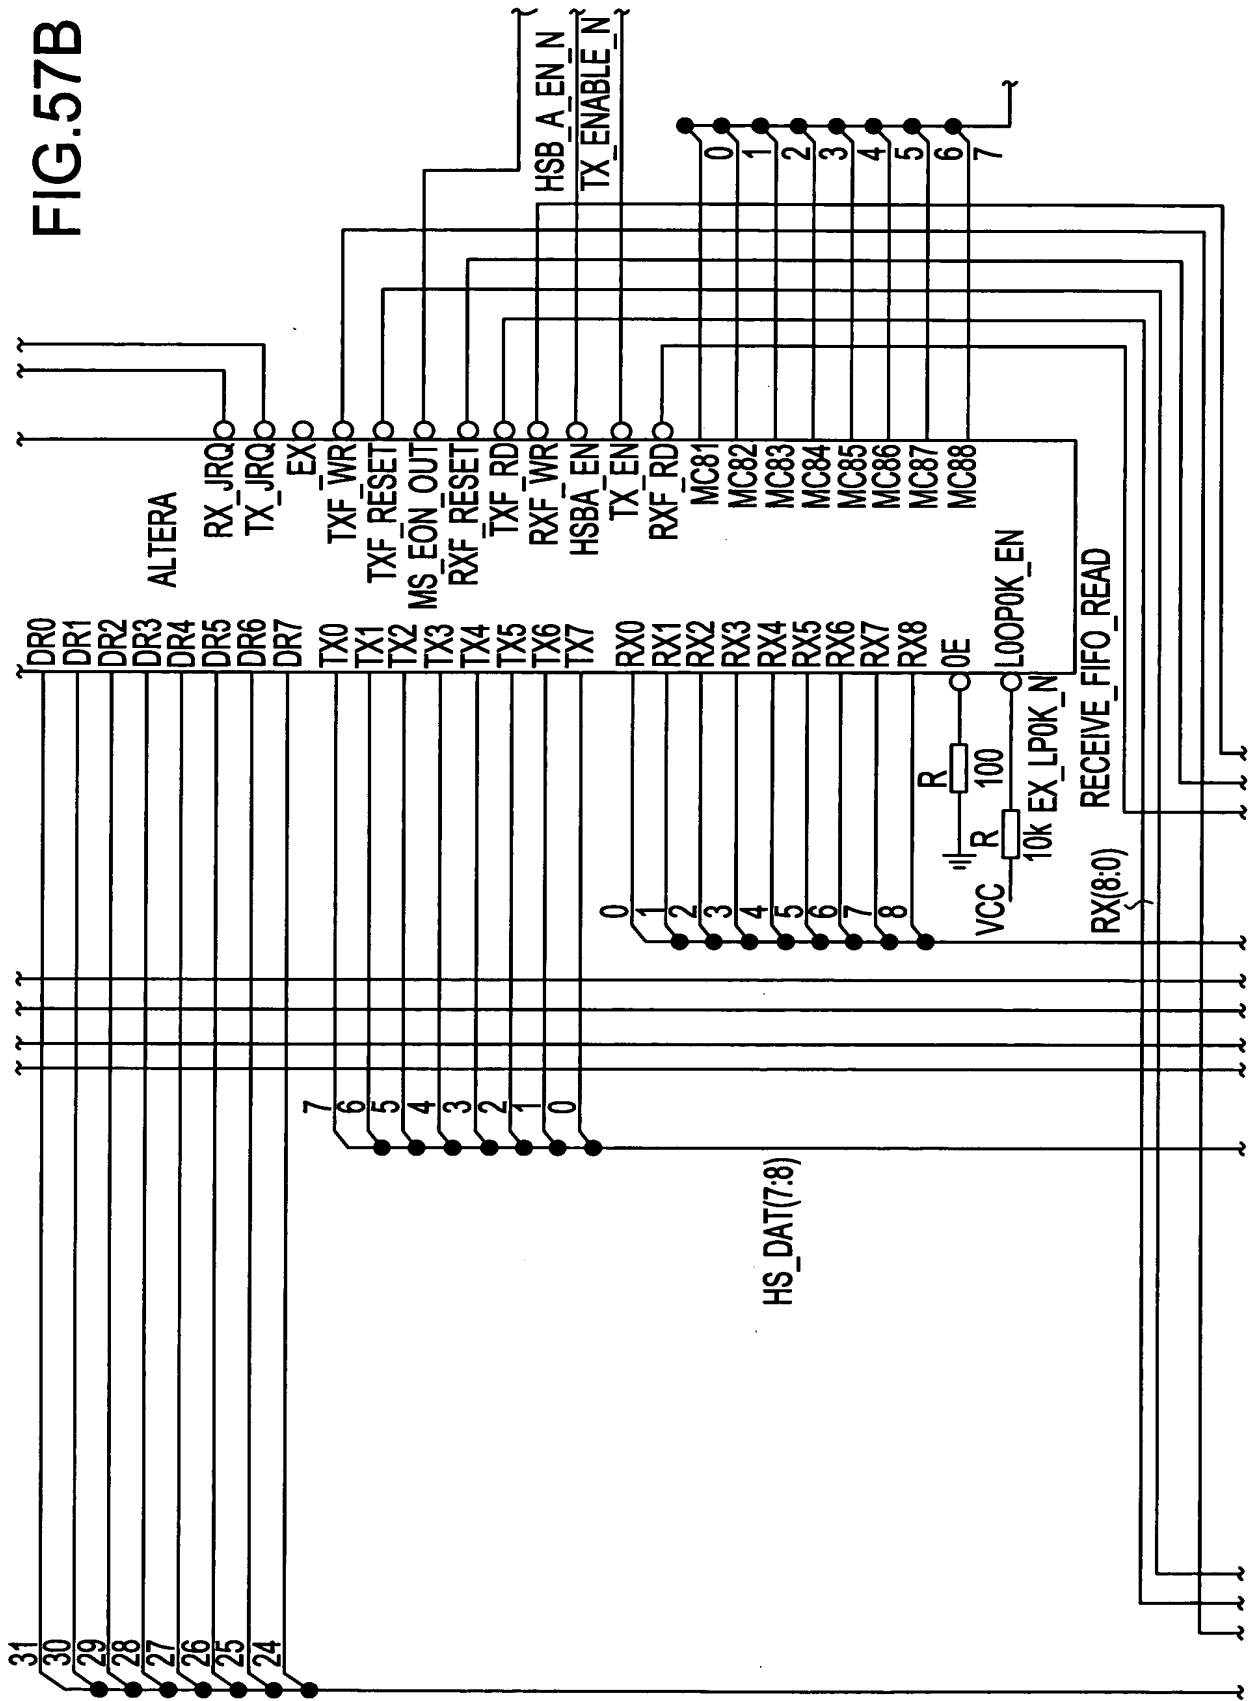 FIG.57B
ALTERA
DR0
DR1
DR2
DR3
DR4
DR5
DR6
DR7
31
30
29
28
27
26
25
24
TX0
TX1
TX2
TX3
TX4
TX5
TX6
TX7
7
6
5
4
3
2
1
0
HS_DAT(7:8)
RX0
RX1
RX2
RX3
RX4
RX5
RX6
RX7
RX8
0
1
2
3
4
5
6
7
8
RX(8:0)
OE
R
100
LOOP0K_EN
EX_LP0K_N
R
10k
VCC
RECEIVE_FIFO_READ
RX_JRQ
TX_JRQ
EX
TXF_WR
TXF_RESET
MS_EON_OUT
RXF_RESET
TXF_RD
RXF_WR
HSBA_EN
TX_EN
RXF_RD
HSB_A_EN_N
TX_ENABLE_N
MC81
MC82
MC83
MC84
MC85
MC86
MC87
MC88
0
1
2
3
4
5
6
7